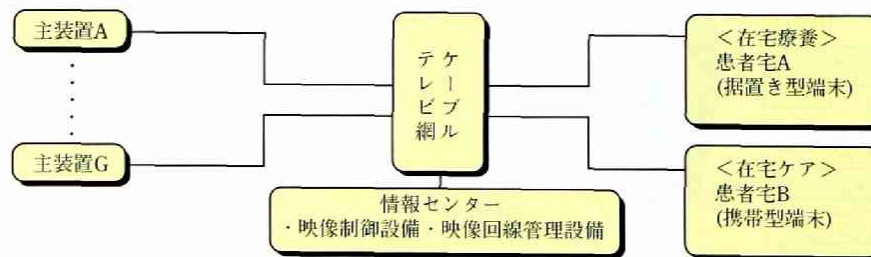 主装置A
主装置G
ケーブル
テレビ網
情報センター
・映像制御設備・映像回線管理設備
＜在宅療養＞
患者宅A
(据置き型端末)
＜在宅ケア＞
患者宅B
(携帯型端末)